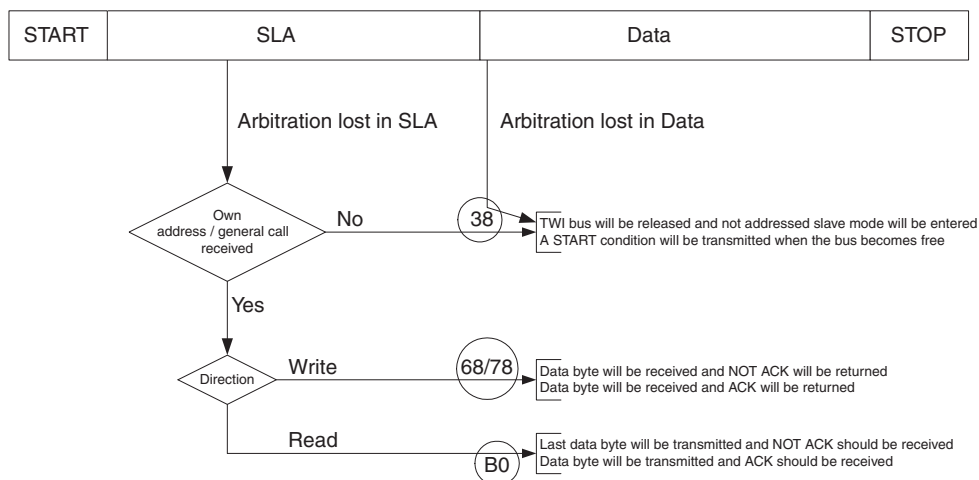 START SLA Data STOP
Arbitration lost in SLA
Arbitration lost in Data
Own
address / general call
received
No
38
TWI bus will be released and not addressed slave mode will be entered
A START condition will be transmitted when the bus becomes free
Yes
Direction
Write
68/78
Data byte will be received and NOT ACK will be returned
Data byte will be received and ACK will be returned
Read
B0
Last data byte will be transmitted and NOT ACK should be received
Data byte will be transmitted and ACK should be received